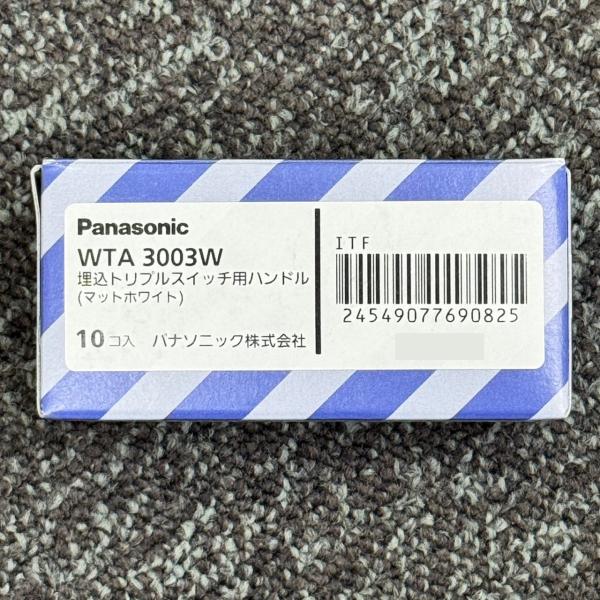 Panasonic
WTA 3003W
埋込トリプルスイッチ用ハンドル
(マットホワイト)
10コ入 パナソニック株式会社
ITF
24549077690825